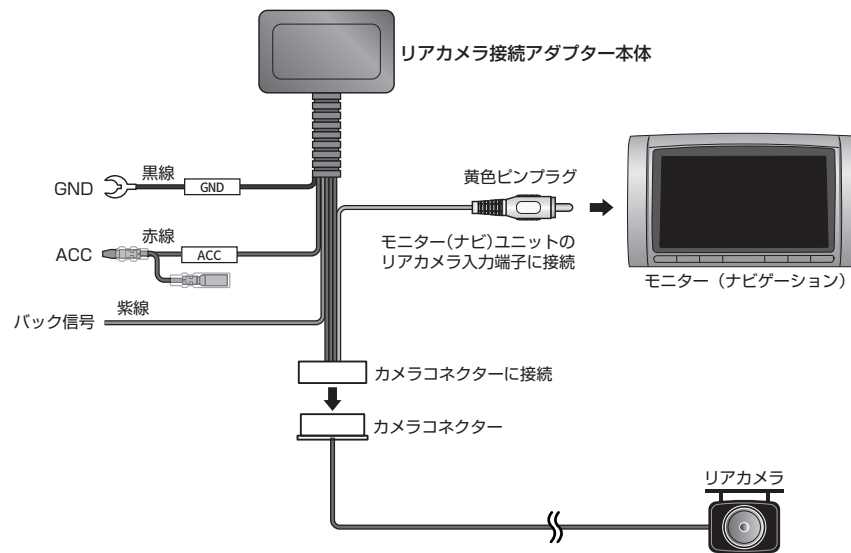 リアカメラ接続アダプター本体
黒線
GND
GND
黄色ピンプラグ
赤線
ACC
ACC
モニター(ナビ)ユニットの
リアカメラ入力端子に接続
モニター（ナビゲーション）
紫線
バック信号
カメラコネクターに接続
カメラコネクター
リアカメラ